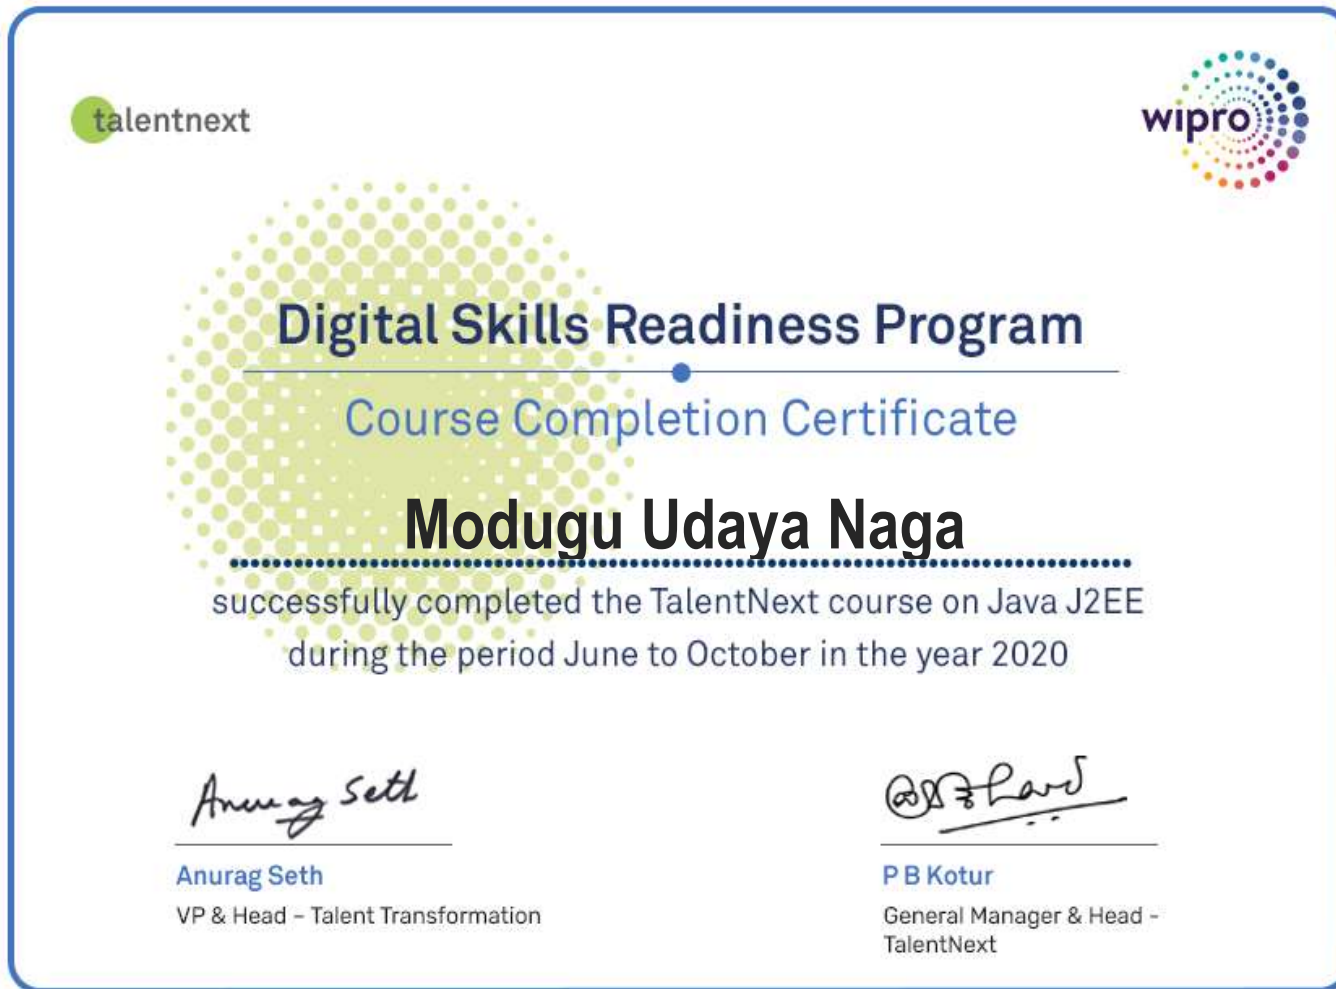 talentnext
wipro
Digital Skills Readiness Program
Course Completion Certificate
Modugu Udaya Naga
successfully completed the TalentNext course on Java J2EE
during the period June to October in the year 2020
Anurag Seth
Anurag Seth
VP & Head – Talent Transformation
P B Kotur
General Manager & Head -
TalentNext